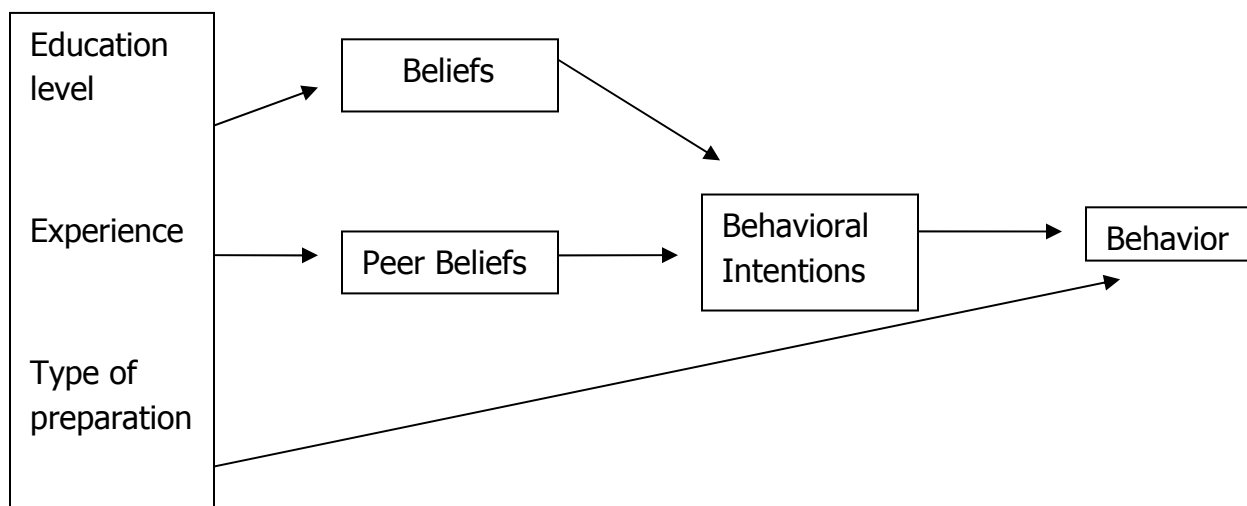 Education
level
Experience
Type of
preparation
Beliefs
Peer Beliefs
Behavioral
Intentions
Behavior